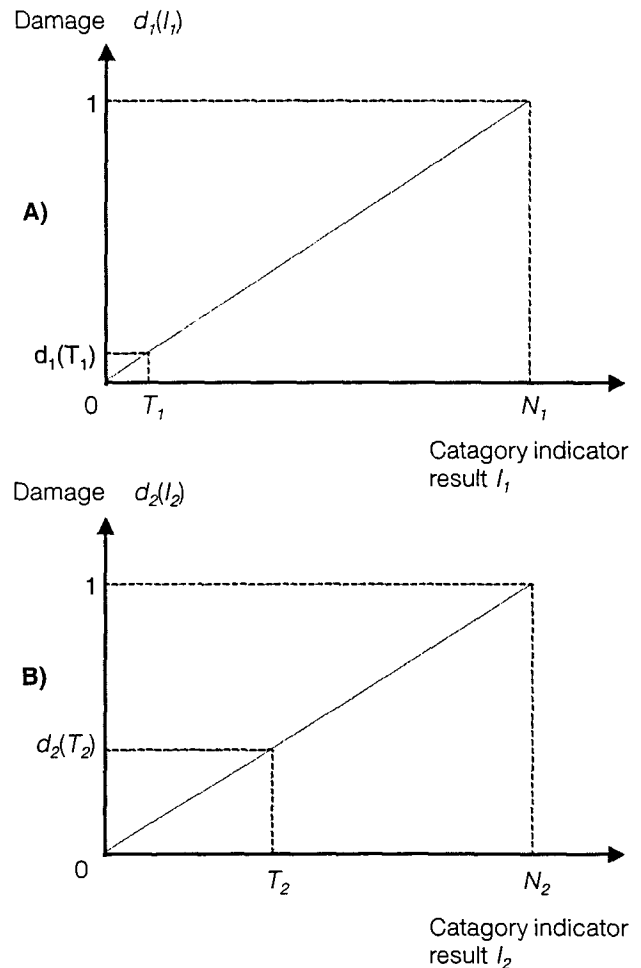 Damage d₁(I₁)
1
A)
d₁(T₁)
0
T₁
N₁
Catagory indicator
result I₁
Damage d₂(I₂)
1
B)
d₂(T₂)
0
T₂
N₂
Catagory indicator
result I₂